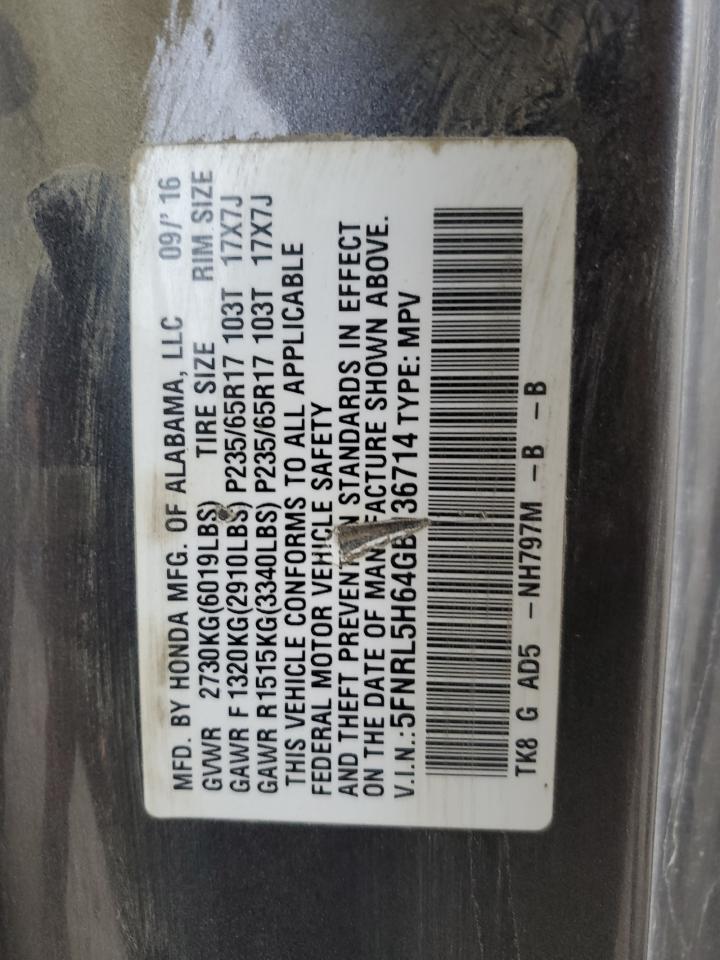 MFD. BY HONDA MFG. OF ALABAMA, LLC 09/' 16
GVWR 2730KG(6019LBS) TIRE SIZE RIM SIZE
GAWR F 1320KG(2910LBS) P235/65R17 103T 17X7J
GAWR R1515KG(3340LBS) P235/65R17 103T 17X7J
THIS VEHICLE CONFORMS TO ALL APPLICABLE
FEDERAL MOTOR VEHICLE SAFETY
AND THEFT PREVENTION STANDARDS IN EFFECT
ON THE DATE OF MANUFACTURE SHOWN ABOVE.
V.I.N.:5FNRL5H64GB136714 TYPE: MPV
TK8 G AD5 -NH797M -B -B